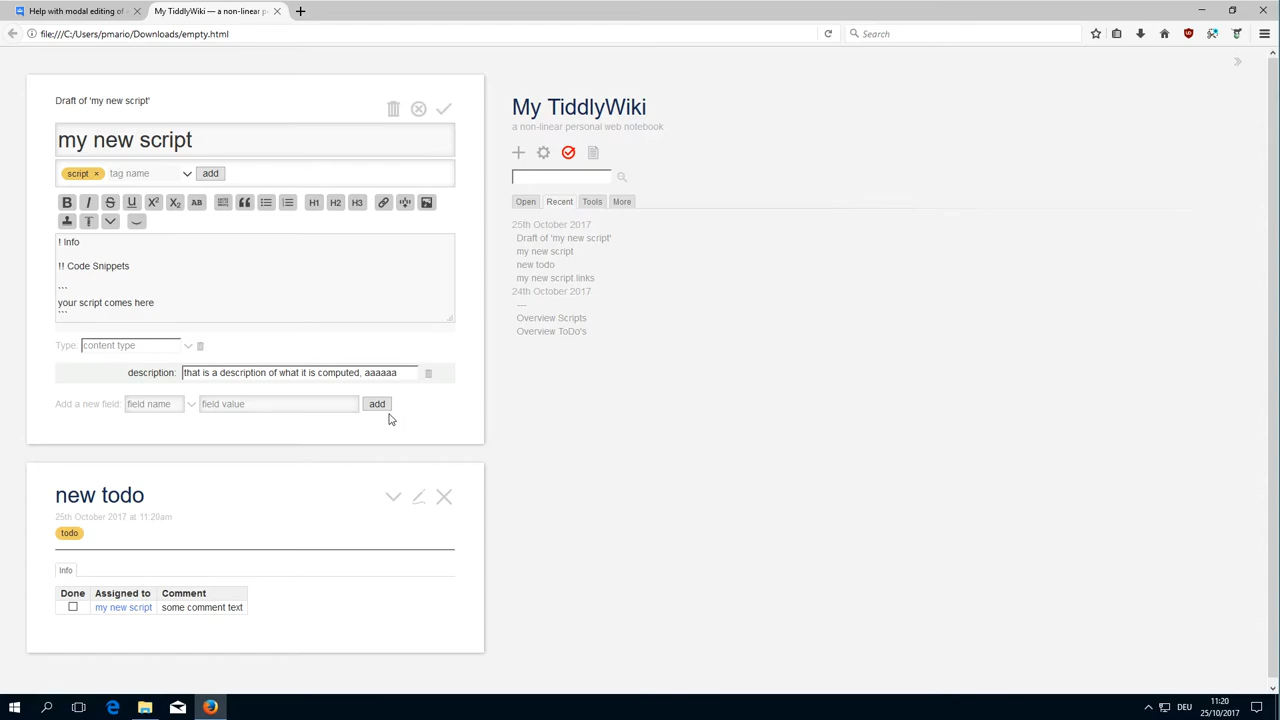 Help with modal editing of
My TiddlyWiki — a non-linear p
file:///C:/Users/pmario/Downloads/empty.html
Search
Draft of 'my new script'
my new script
script × tag name add
B I S U X² X₂ AB H1 H2 H3
! Info
!! Code Snippets
```
your script comes here
```
Type: content type
description: that is a description of what it is computed, aaaaaa
Add a new field: field name field value add
new todo
25th October 2017 at 11:20am
todo
Info
Done Assigned to Comment
my new script some comment text
My TiddlyWiki
a non-linear personal web notebook
Open Recent Tools More
25th October 2017
Draft of 'my new script'
my new script
new todo
my new script.links
24th October 2017
—
Overview Scripts
Overview ToDo's
DEU
11:20
25/10/2017